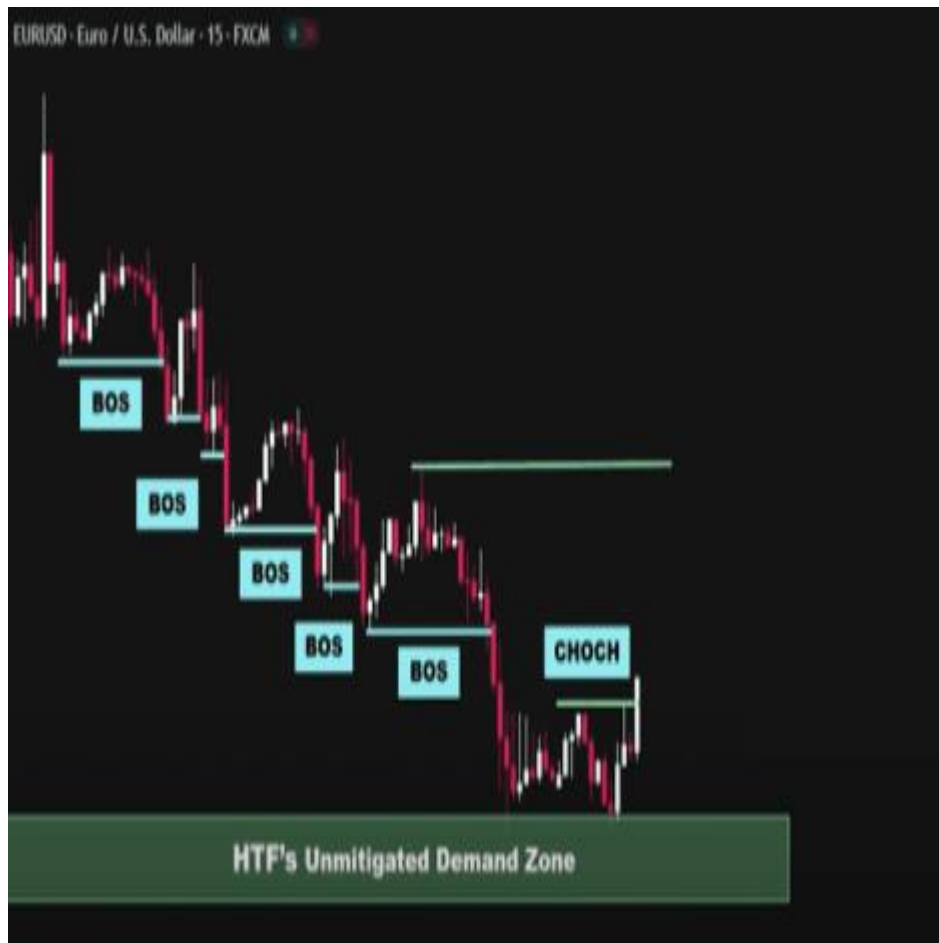 EURUSD · Euro / U.S. Dollar · 15 · FXCM
BOS
BOS
BOS
BOS
BOS
CHOCH
HTF's Unmitigated Demand Zone